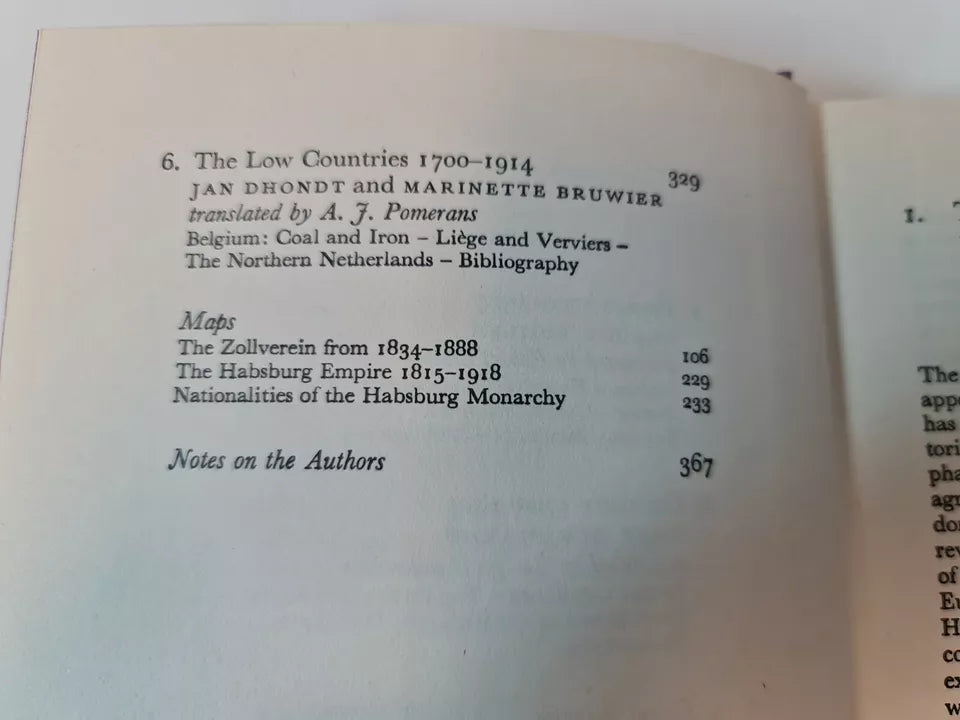 6. The Low Countries 1700–1914 329
JAN DHONDT and MARINETTE BRUWIER
translated by A. J. Pomerans
Belgium: Coal and Iron – Liège and Verviers –
The Northern Netherlands – Bibliography
Maps
The Zollverein from 1834–1888 106
The Habsburg Empire 1815–1918 229
Nationalities of the Habsburg Monarchy 233
Notes on the Authors 367
1.
The
has
of